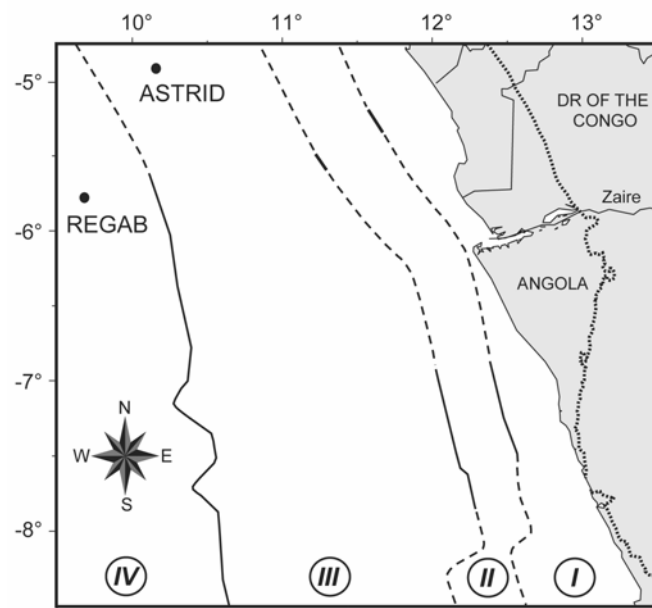 10° 11° 12° 13°
-5°
ASTRID
DR OF THE
CONGO
REGAB
Zaire
-6°
ANGOLA
-7°
N
W E
S
-8°
IV III II I